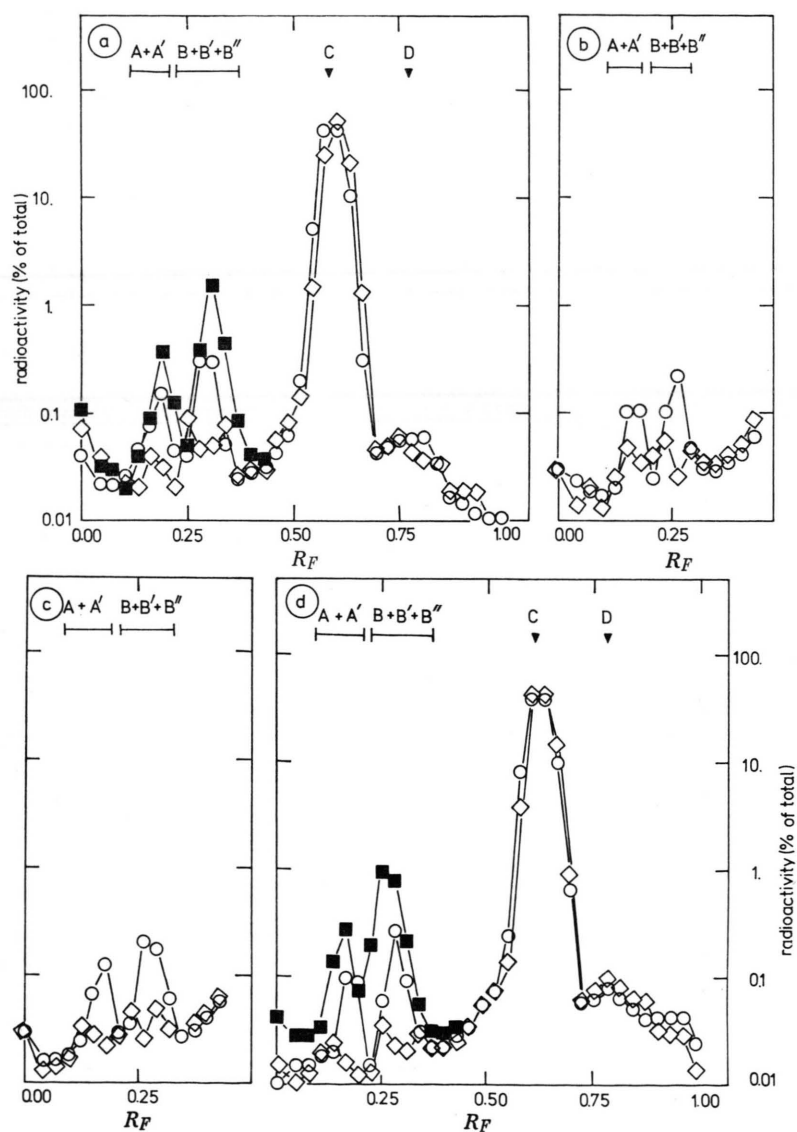 a
A+A′ B+B′+B″ C D
100.
10.
1.
0.1
0.01
radioactivity (% of total)
0.00 0.25 0.50 0.75 1.00
R_F
b
A+A′ B+B′+B″
0.00 0.25
R_F
c
A+A′ B+B′+B″
0.00 0.25
R_F
d
A+A′ B+B′+B″ C D
100.
10.
1.
0.1
0.01
radioactivity (% of total)
0.25 0.50 0.75 1.00
R_F